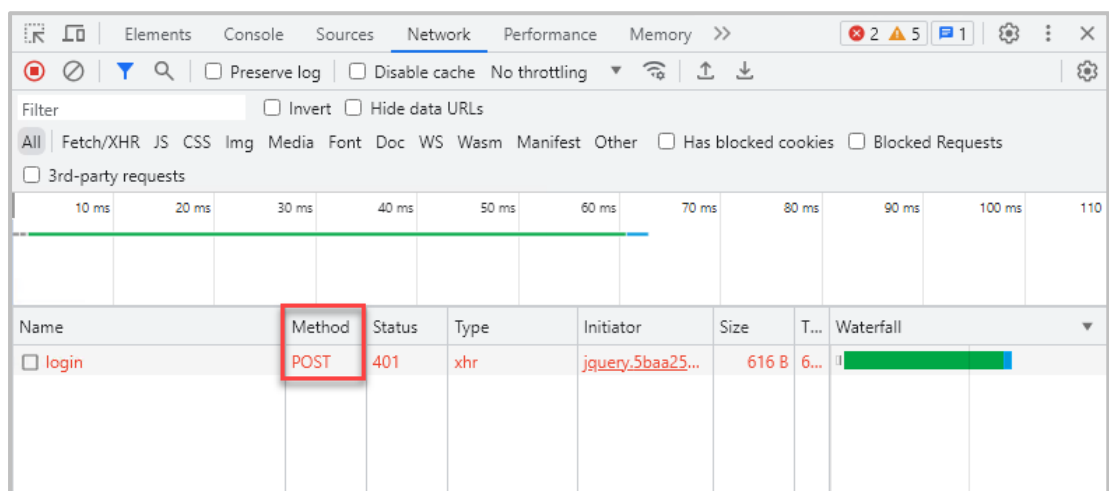 Elements Console Sources Network Performance Memory >> 2 5 1
Preserve log Disable cache No throttling
Filter Invert Hide data URLs
All Fetch/XHR JS CSS Img Media Font Doc WS Wasm Manifest Other Has blocked cookies Blocked Requests
3rd-party requests
10 ms 20 ms 30 ms 40 ms 50 ms 60 ms 70 ms 80 ms 90 ms 100 ms 110
Name Method Status Type Initiator Size T... Waterfall
login POST 401 xhr jquery.5baa25... 616 B 6...